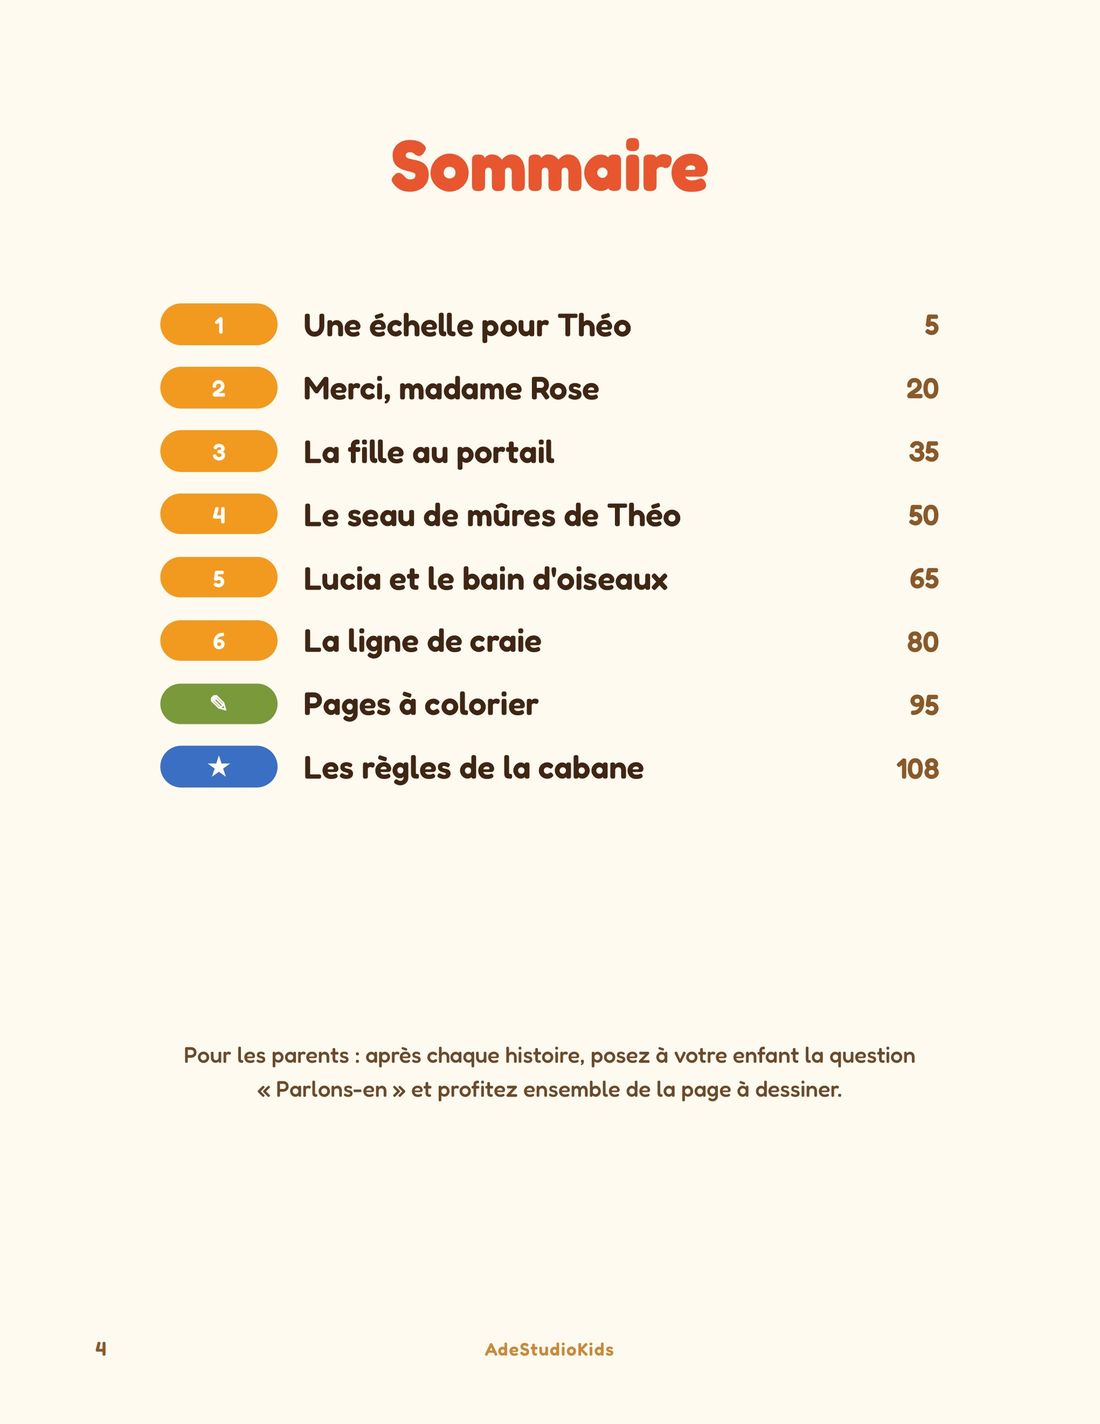 Sommaire
1 Une échelle pour Théo 5
2 Merci, madame Rose 20
3 La fille au portail 35
4 Le seau de mûres de Théo 50
5 Lucia et le bain d'oiseaux 65
6 La ligne de craie 80
✎ Pages à colorier 95
★ Les règles de la cabane 108
Pour les parents : après chaque histoire, posez à votre enfant la question
« Parlons-en » et profitez ensemble de la page à dessiner.
4 AdeStudioKids